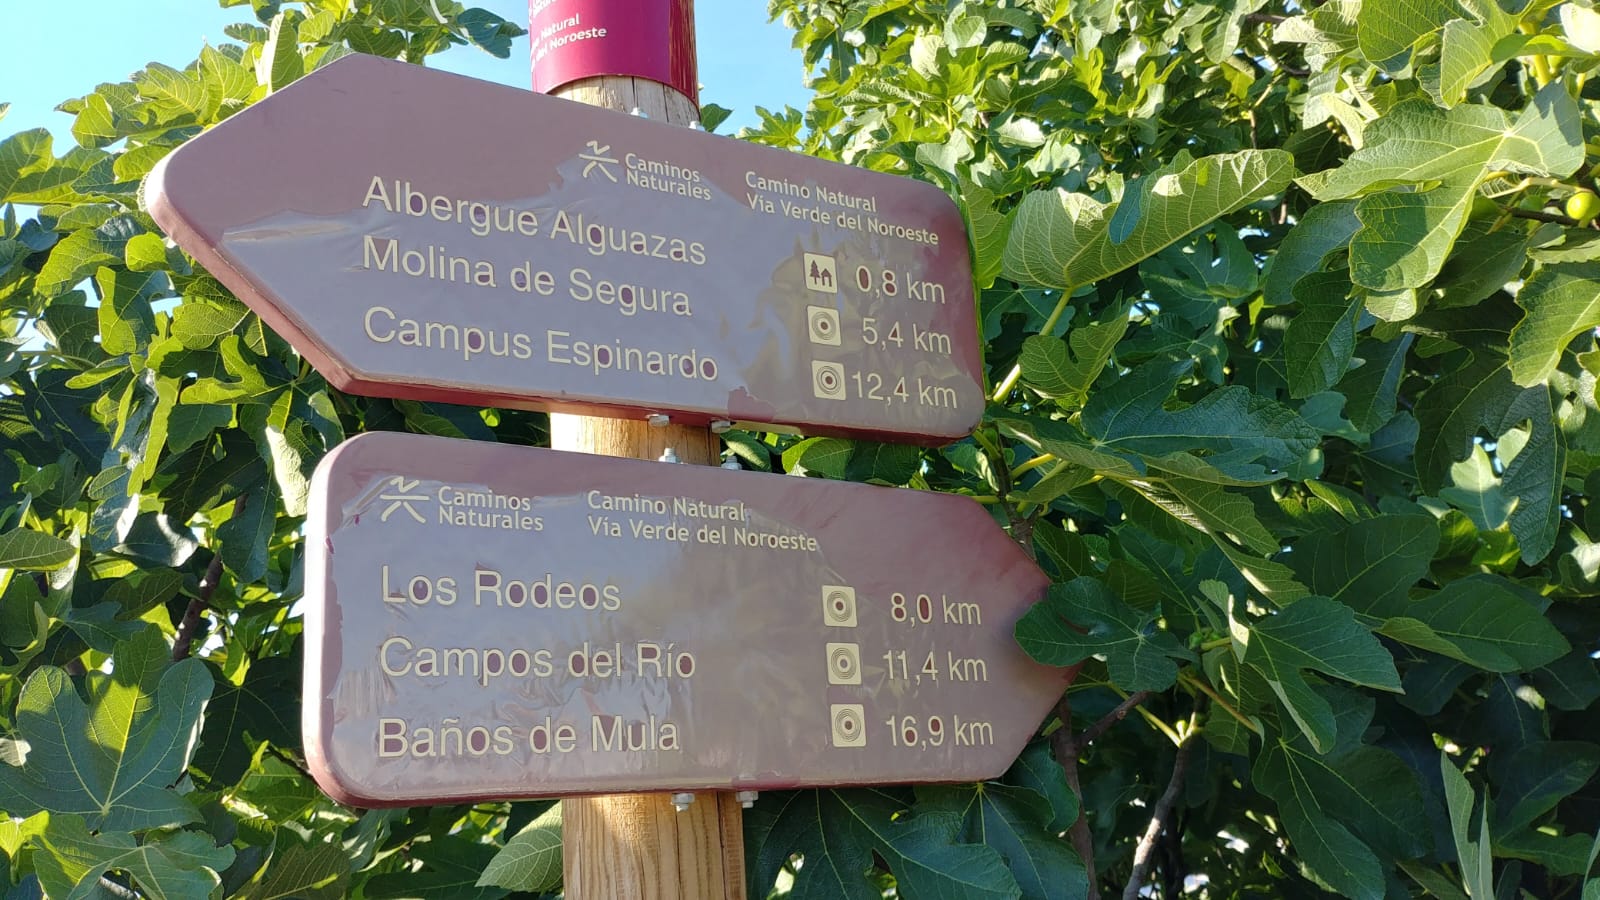 Natural
del Noroeste
Caminos
Naturales
Camino Natural
Vía Verde del Noroeste
Albergue Alguazas 0,8 km
Molina de Segura 5,4 km
Campus Espinardo 12,4 km
Caminos
Naturales
Camino Natural
Vía Verde del Noroeste
Los Rodeos 8,0 km
Campos del Río 11,4 km
Baños de Mula 16,9 km